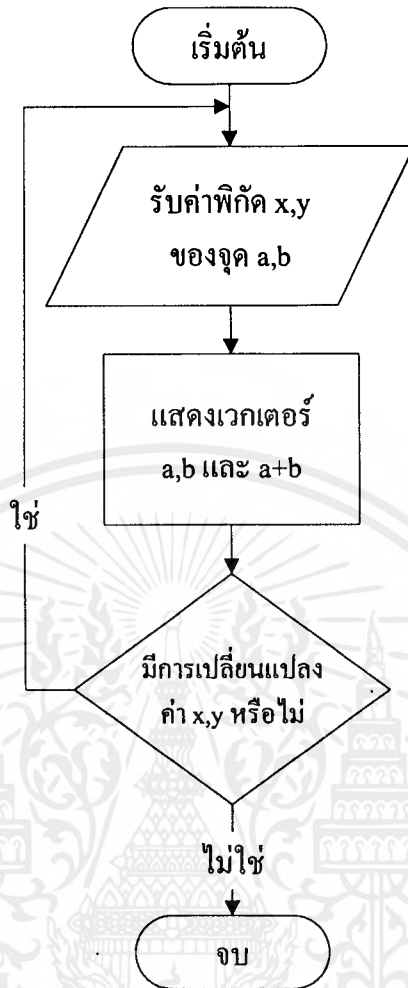 เริ่มต้น
รับค่าพิกัด x,y
ของจุด a,b
แสดงเวกเตอร์
a,b และ a+b
ใช่
มีการเปลี่ยนแปลง
ค่า x,y หรือไม่
ไม่ใช่
จบ